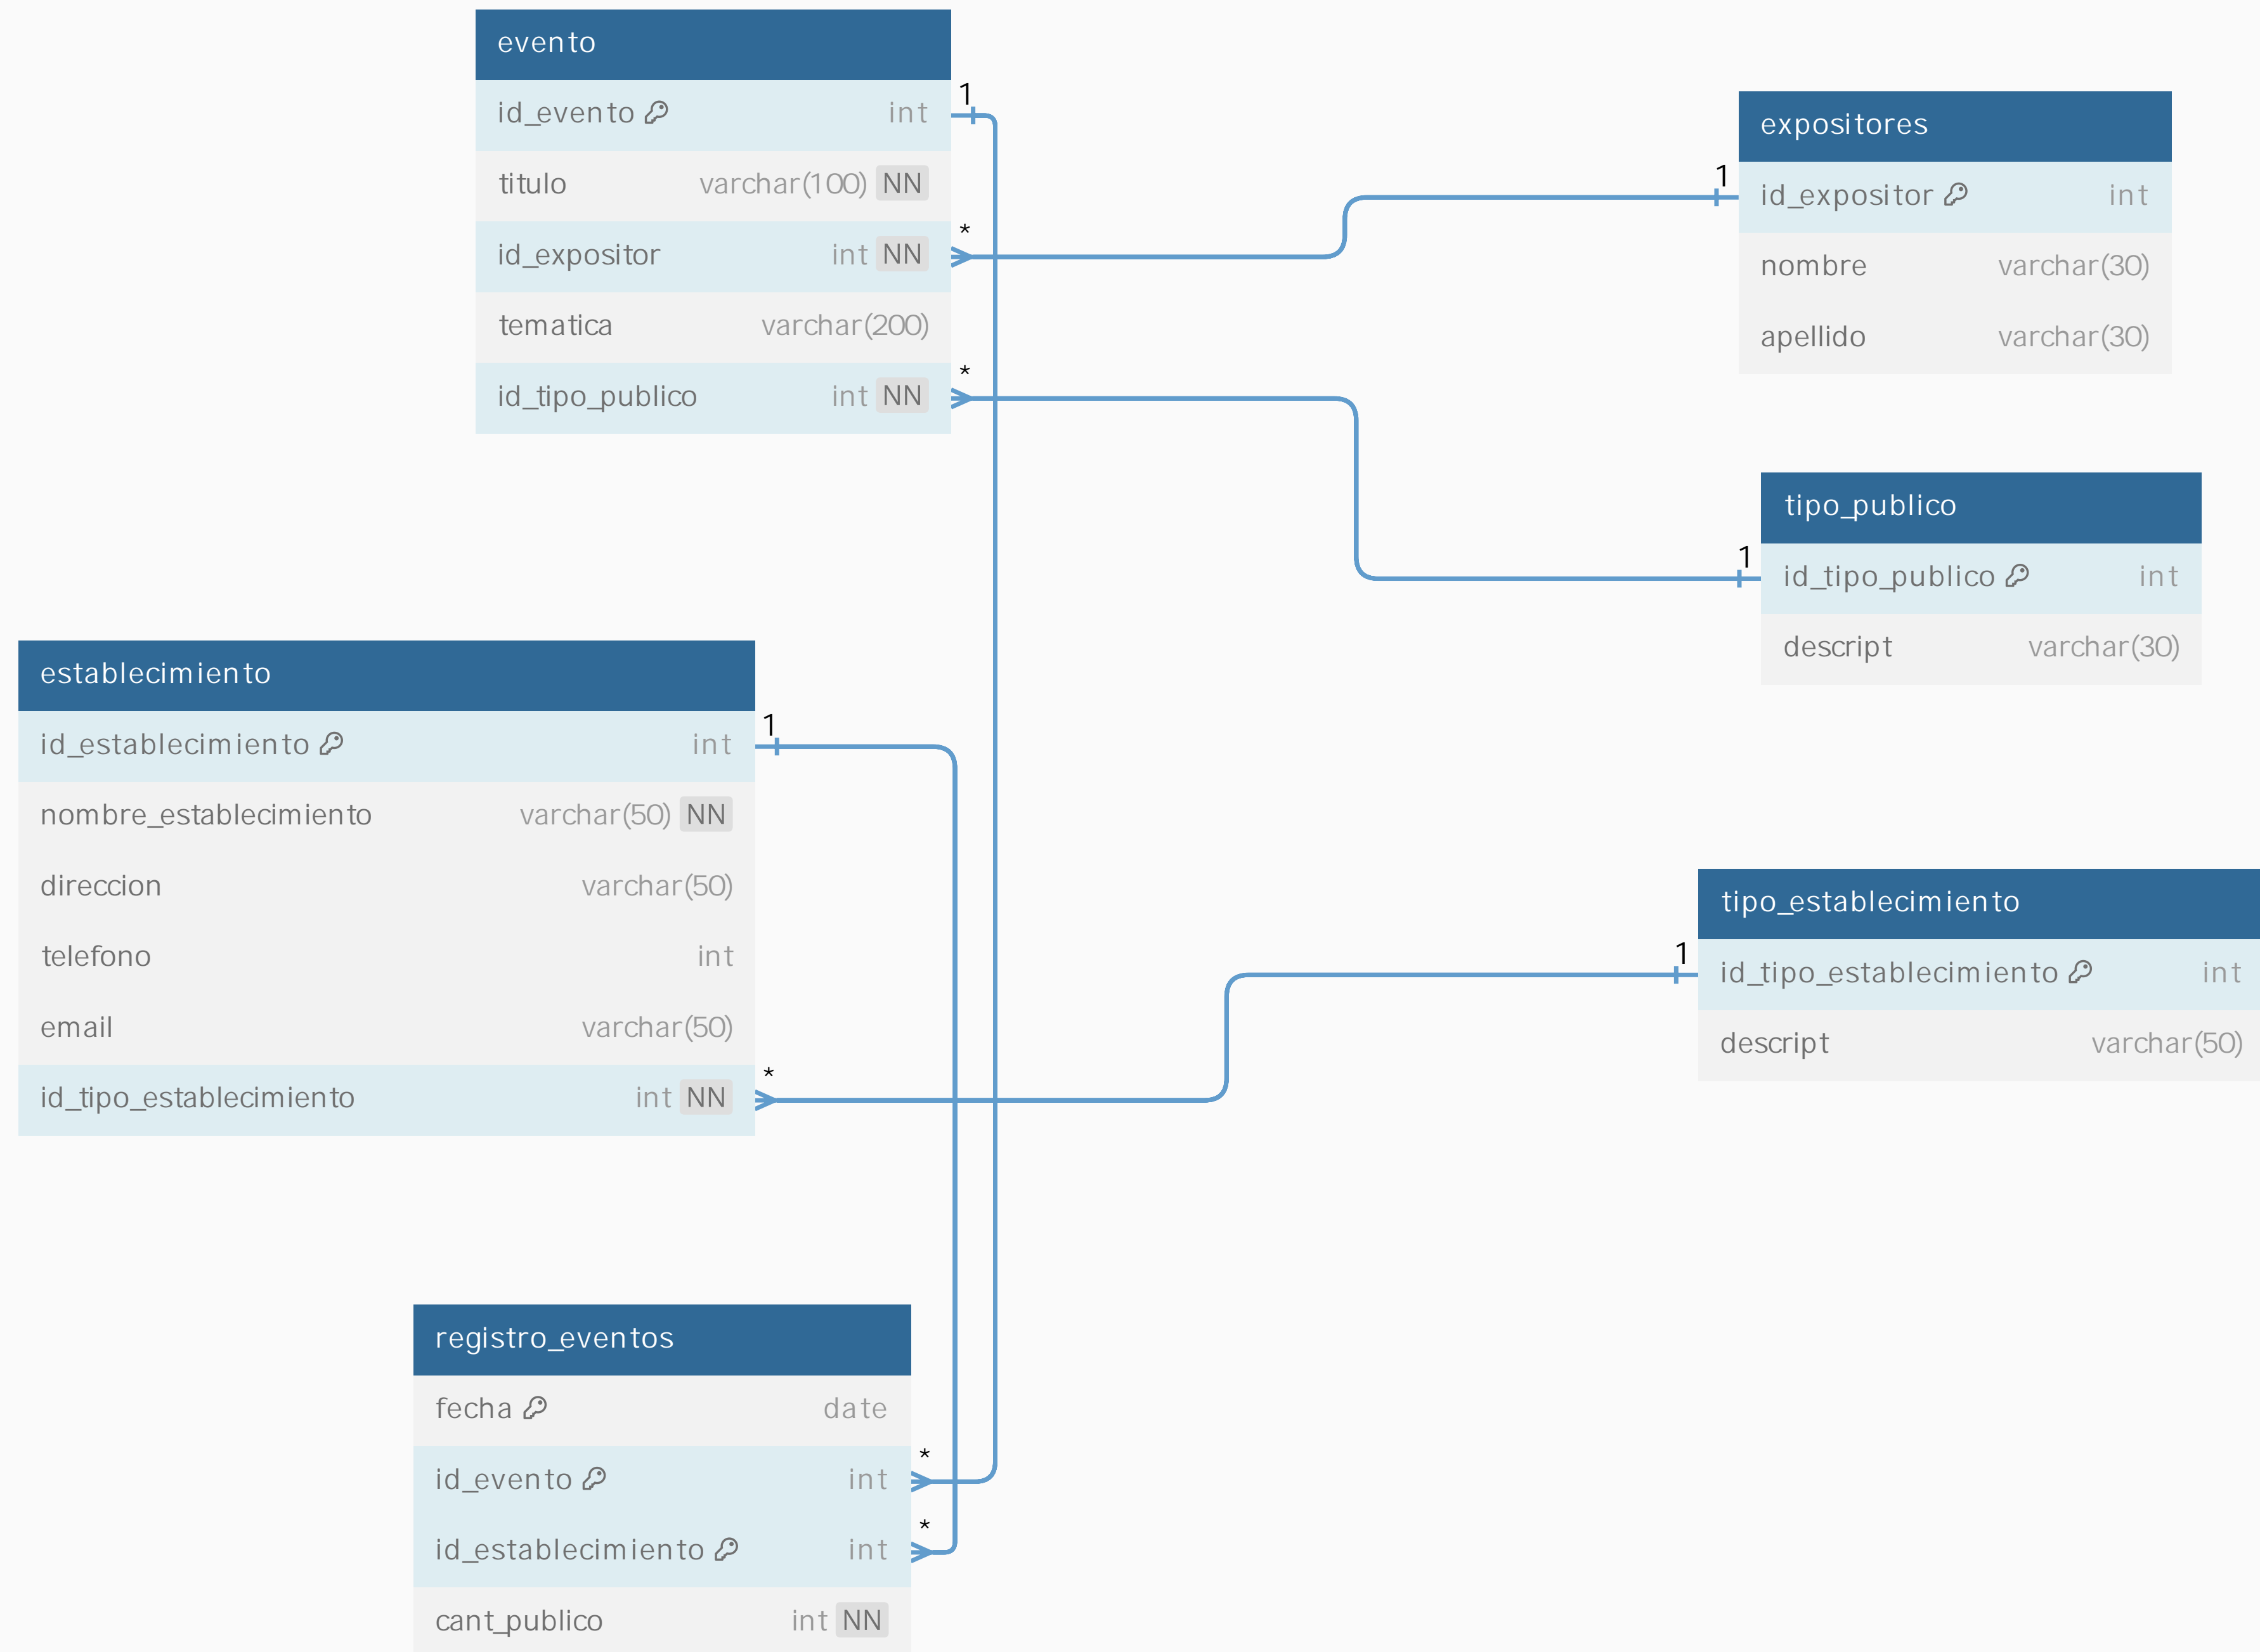 evento
id_evento int
titulo varchar(100) NN
id_expositor int NN
tematica varchar(200)
id_tipo_publico int NN
1
*
*
expositores
1
id_expositor int
nombre varchar(30)
apellido varchar(30)
tipo_publico
1
id_tipo_publico int
descript varchar(30)
establecimiento
1
id_establecimiento int
nombre_establecimiento varchar(50) NN
direccion varchar(50)
telefono int
email varchar(50)
*
id_tipo_establecimiento int NN
tipo_establecimiento
1
id_tipo_establecimiento int
descript varchar(50)
registro_eventos
fecha date
*
id_evento int
*
id_establecimiento int
cant_publico int NN